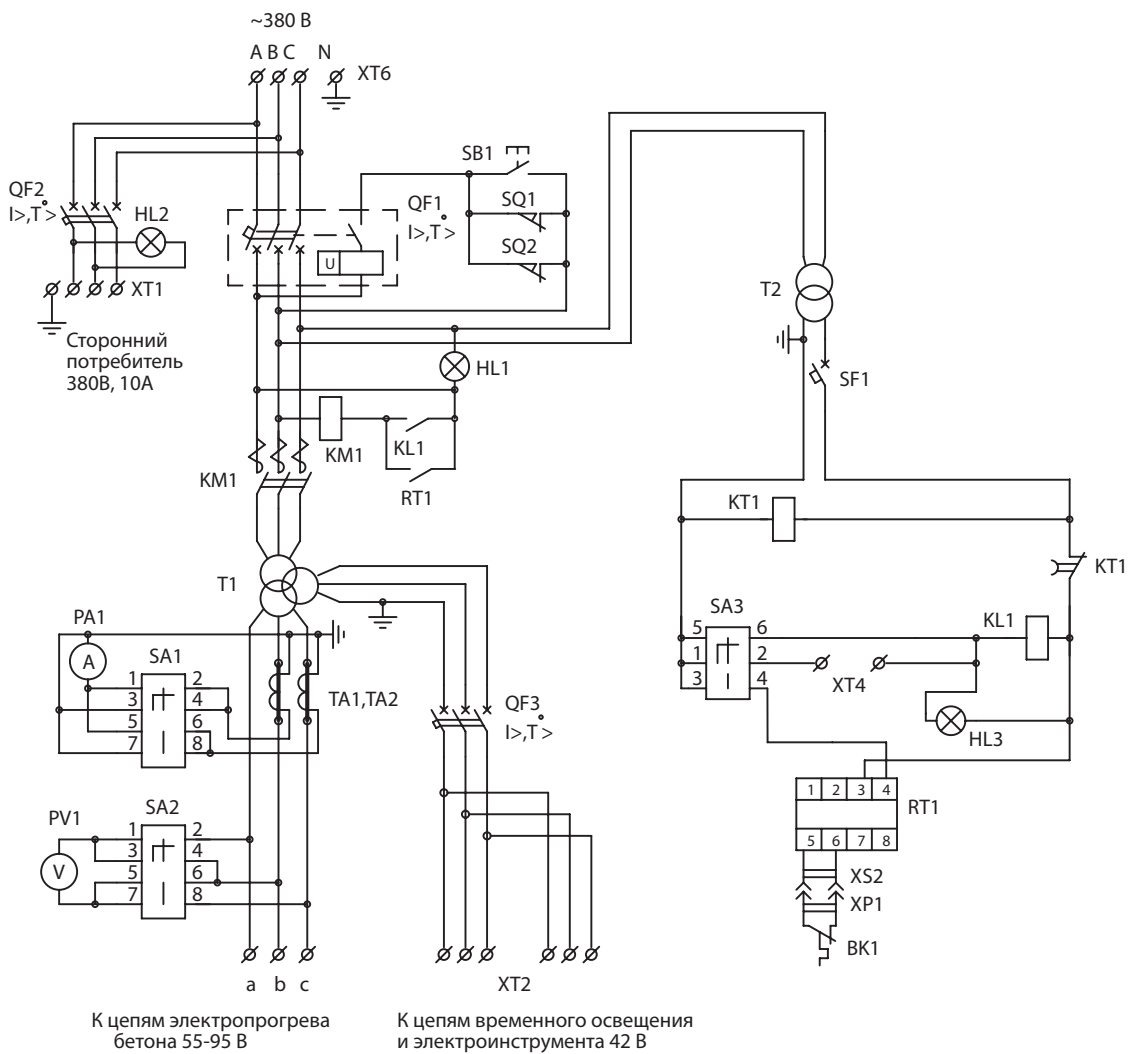 ~380 В
A B C N
XT6
QF2
I>,T°>
HL2
XT1
Сторонний
потребитель
380В, 10А
QF1
I>,T°>
U
SB1
SQ1
SQ2
HL1
KM1
KL1
RT1
KM1
T2
SF1
KT1
KT1
T1
PA1
A
SA1
1 2
3 4
5 6
7 8
TA1,TA2
QF3
I>,T°>
SA3
5 6
1 2
3 4
KL1
XT4
HL3
PV1
V
SA2
1 2
3 4
5 6
7 8
1 2 3 4
RT1
5 6 7 8
XS2
XP1
BK1
a b c
XT2
К цепям электропрогрева
бетона 55-95 В
К цепям временного освещения
и электроинструмента 42 В